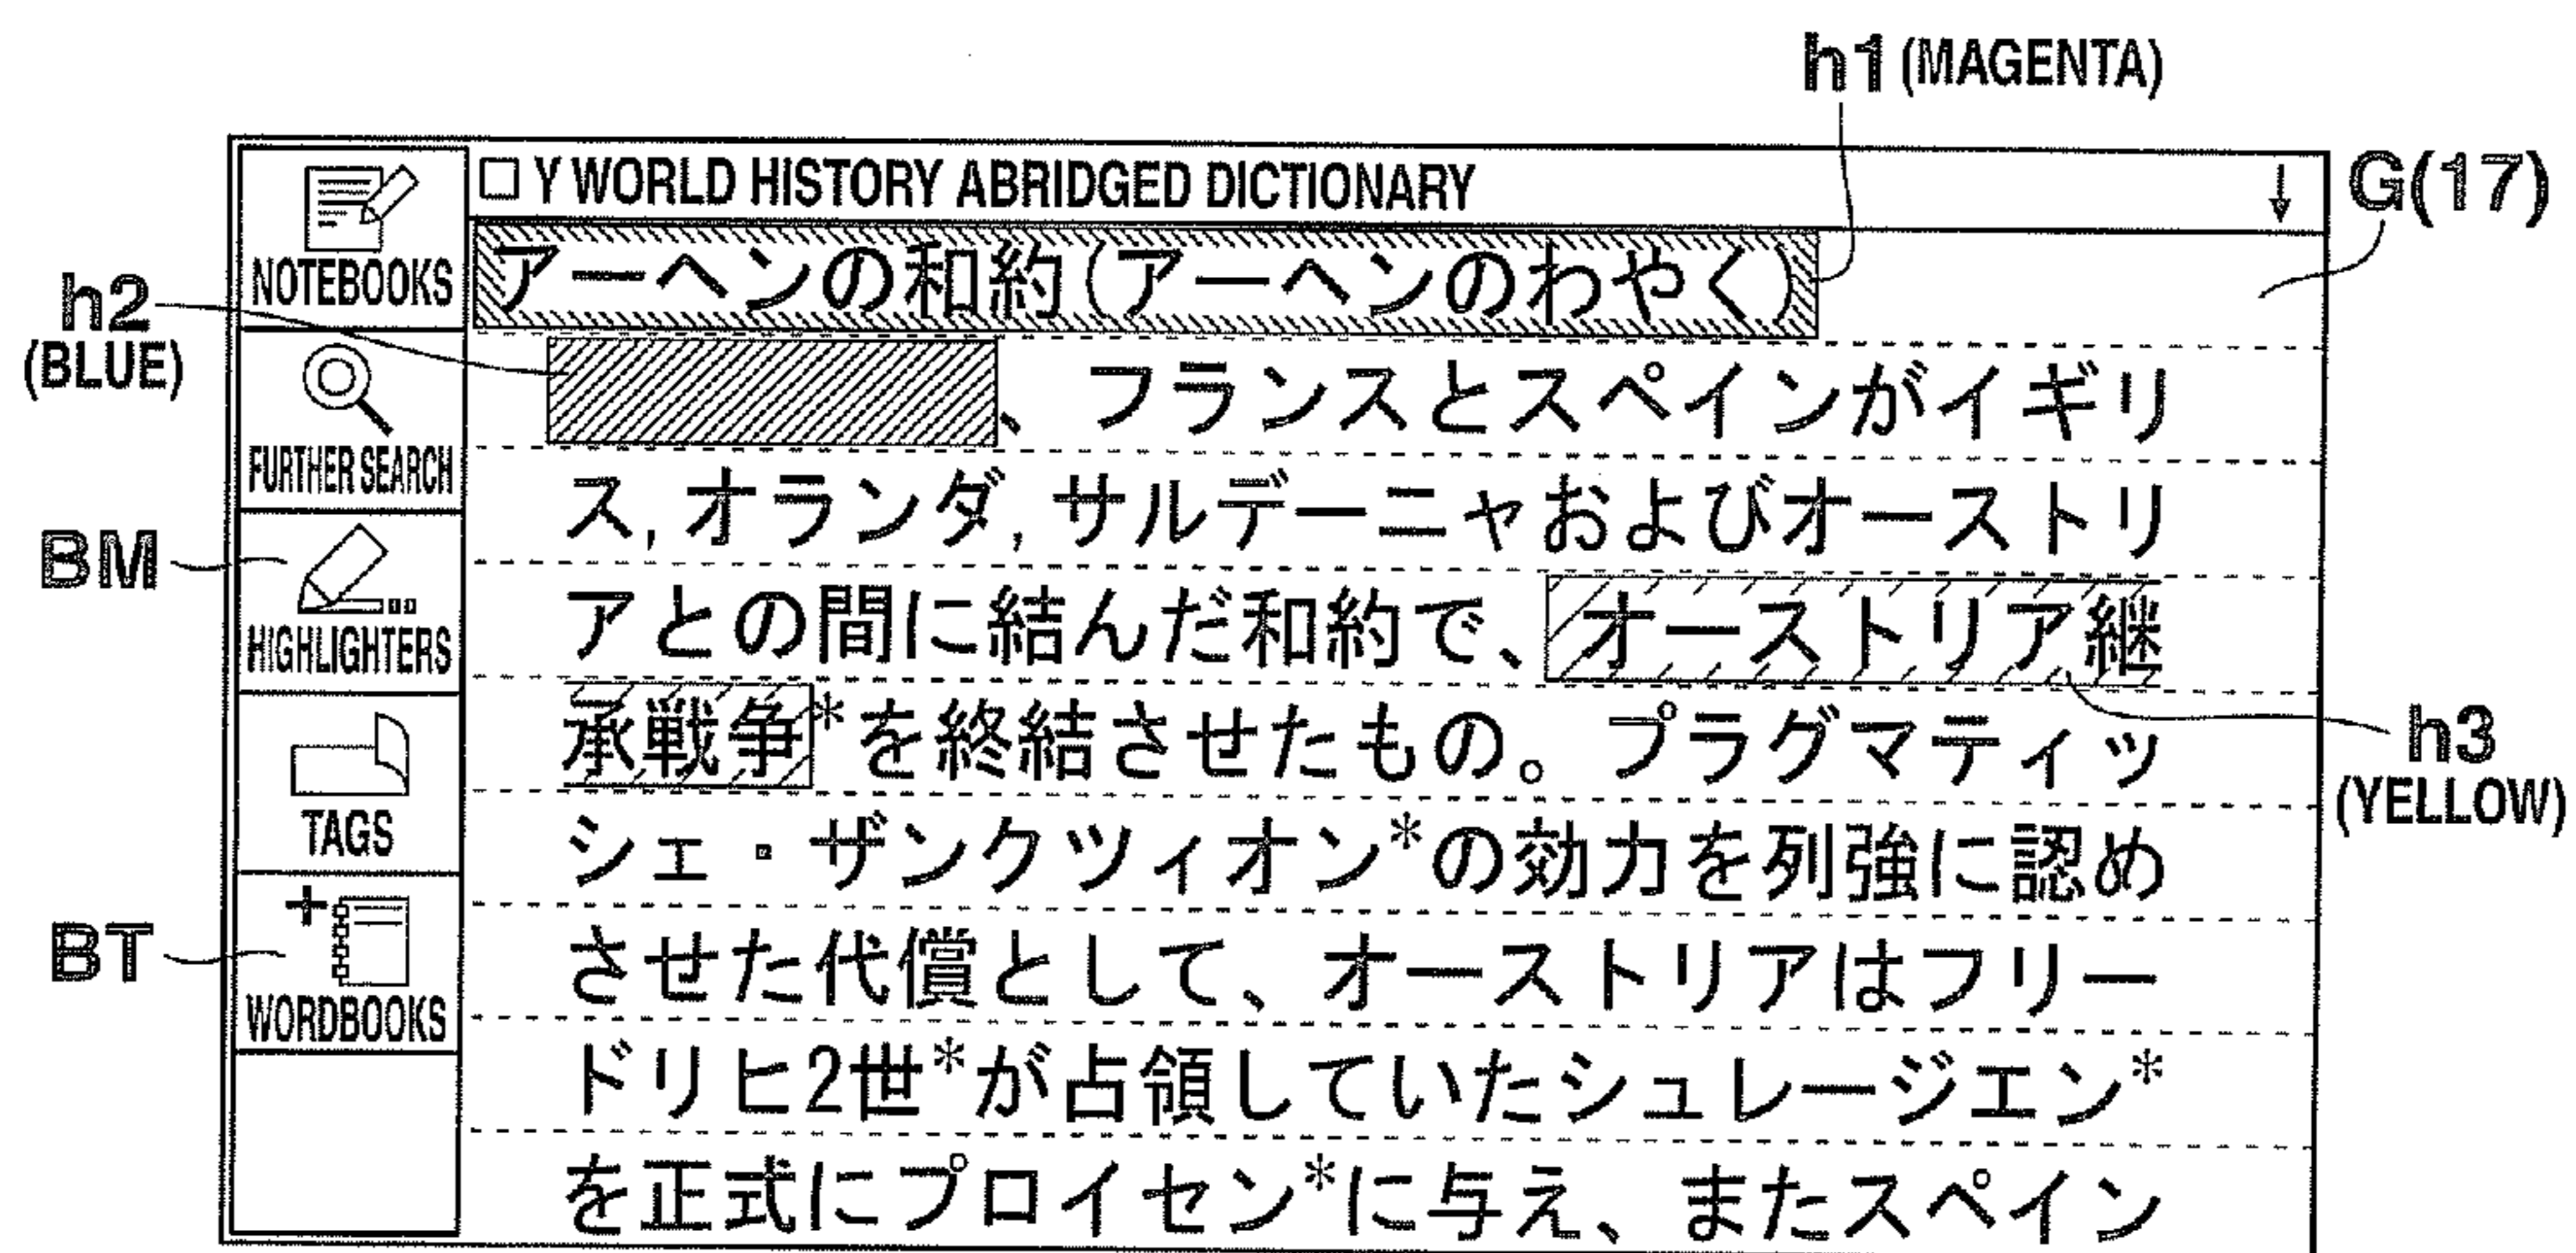 h1 (MAGENTA)
G(17)
h2
(BLUE)
BM
BT
h3
(YELLOW)
NOTEBOOKS
FURTHER SEARCH
HIGHLIGHTERS
TAGS
WORDBOOKS
□ Y WORLD HISTORY ABRIDGED DICTIONARY ↓
アーヘンの和約(アーヘンのわやく)
、フランスとスペインがイギリ
ス,オランダ,サルデーニャおよびオーストリ
アとの間に結んだ和約で、オーストリア継
承戦争*を終結させたもの。プラグマティッ
シェ・ザンクツィオン*の効力を列強に認め
させた代償として、オーストリアはフリー
ドリヒ2世*が占領していたシュレージエン*
を正式にプロイセン*に与え、またスペイン